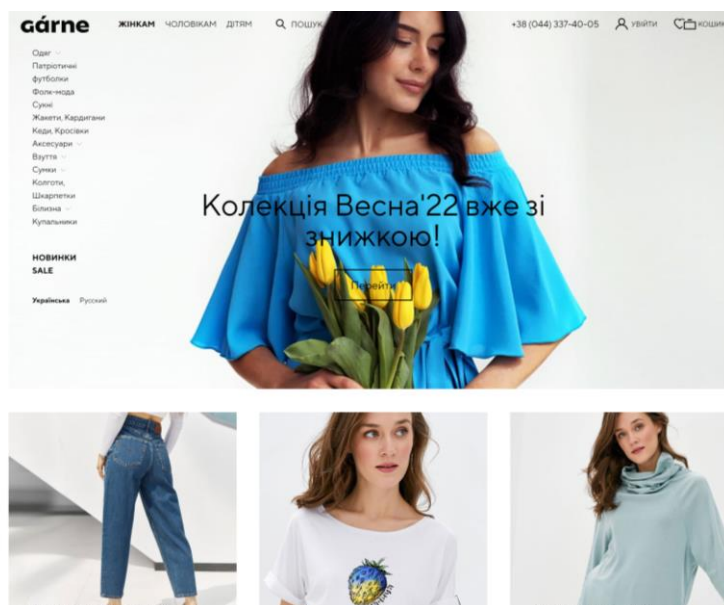 Gárne
ЖІНКАМ ЧОЛОВІКАМ ДІТЯМ ПОШУК +38 (044) 337-40-05 УВІЙТИ КОШИК
Одяг
Патріотичні
футболки
Фолк-мода
Сукні
Жакети, Кардигани
Кеди, Кросівки
Аксесуари
Взуття
Сумки
Колготи,
Шкарпетки
Білизна
Купальники
НОВИНКИ
SALE
Українська Русский
Колекція Весна'22 вже зі
знижкою!
Перейти